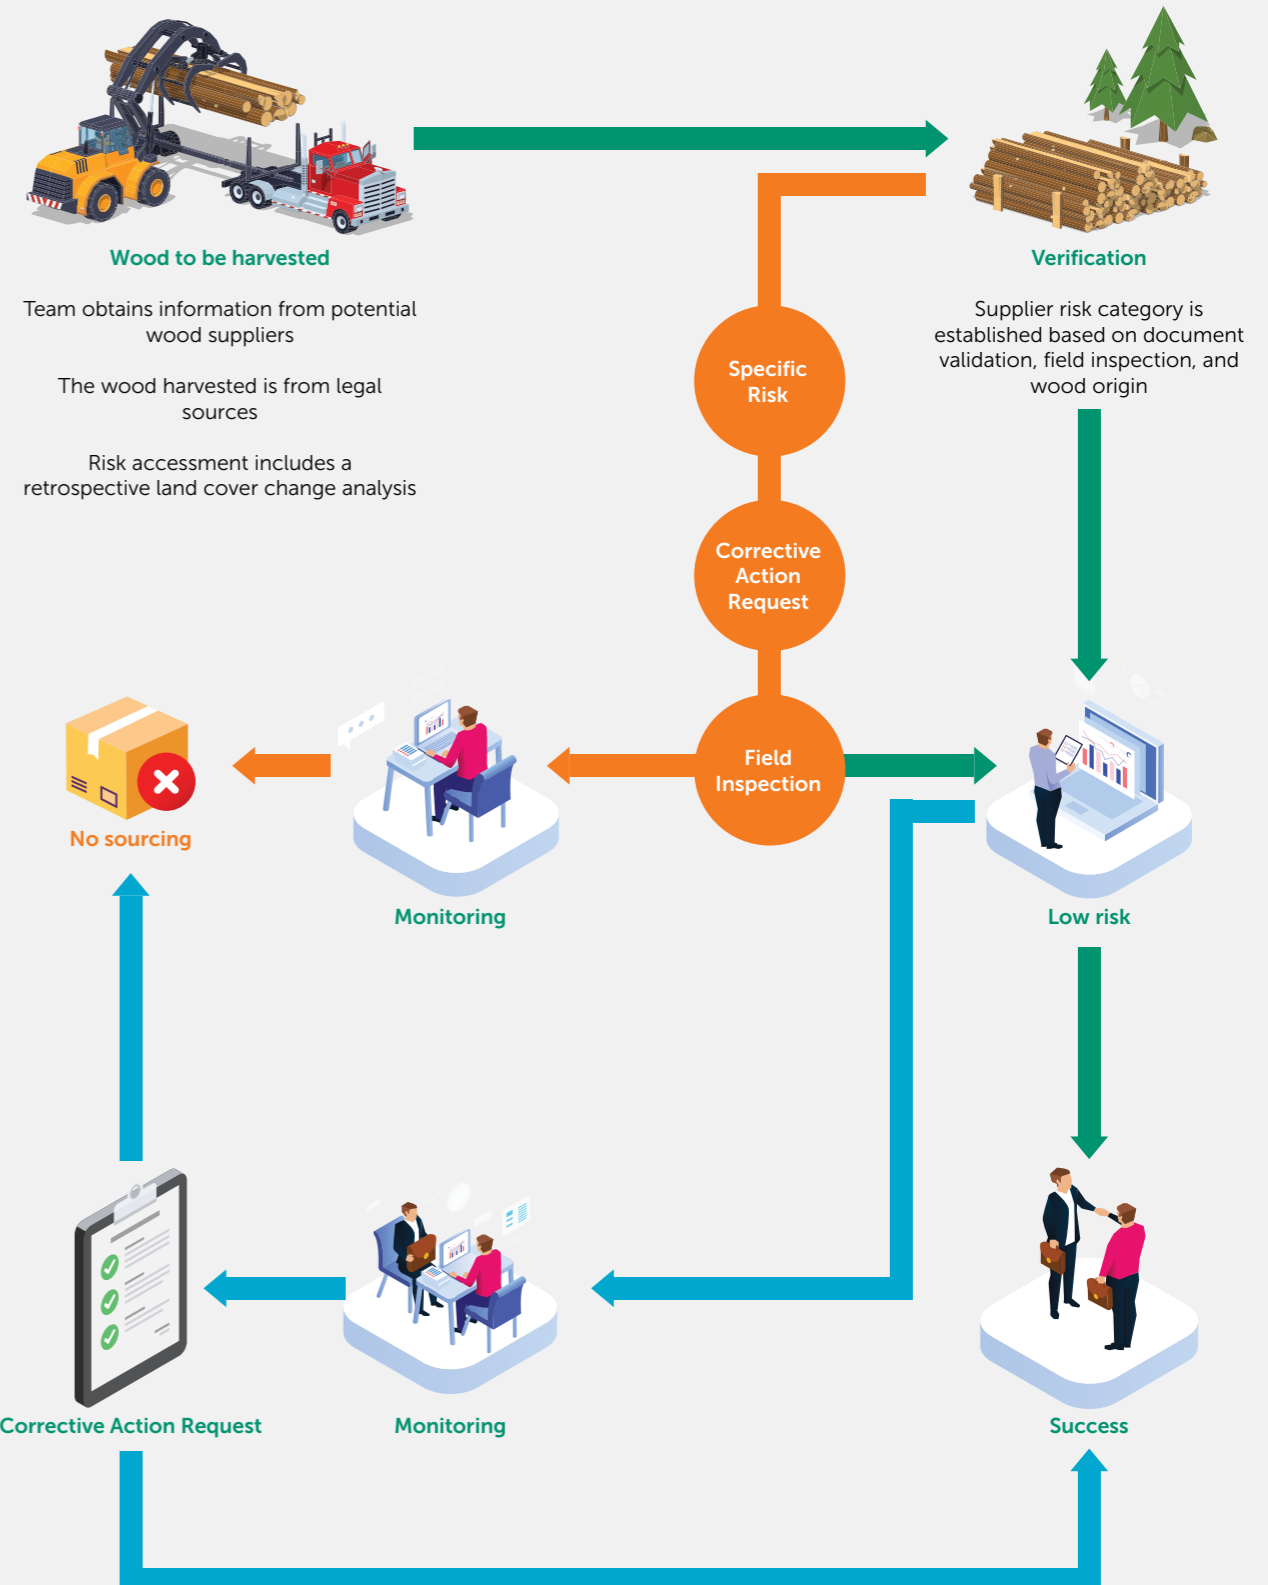 Wood to be harvested
Team obtains information from potential
wood suppliers
The wood harvested is from legal
sources
Risk accessment includes a
retrospective land cover change analysis
Verification
Supplier risk category is
established based on document
validation, field inspection, and
wood origin
Specific
Risk
Corrective
Action
Request
Field
Inspection
No sourcing
Monitoring
Low risk
Corrective Action Request
Monitoring
Success